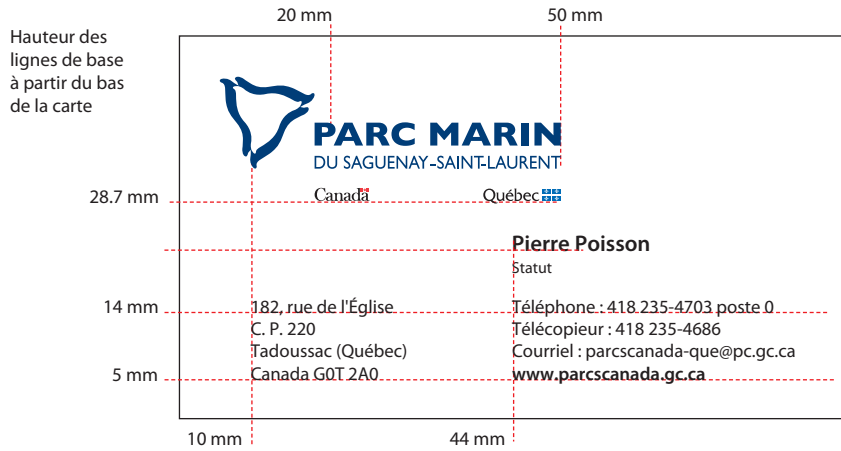 20 mm
50 mm
Hauteur des
lignes de base
à partir du bas
de la carte
PARC MARIN
DU SAGUENAY-SAINT-LAURENT
28.7 mm
Canada
Québec
Pierre Poisson
Statut
14 mm
182, rue de l'Église
C. P. 220
Tadoussac (Québec)
Canada G0T 2A0
Téléphone : 418 235-4703 poste 0
Télécopieur : 418 235-4686
Courriel : parcscanada-que@pc.gc.ca
www.parcscanada.gc.ca
5 mm
10 mm
44 mm